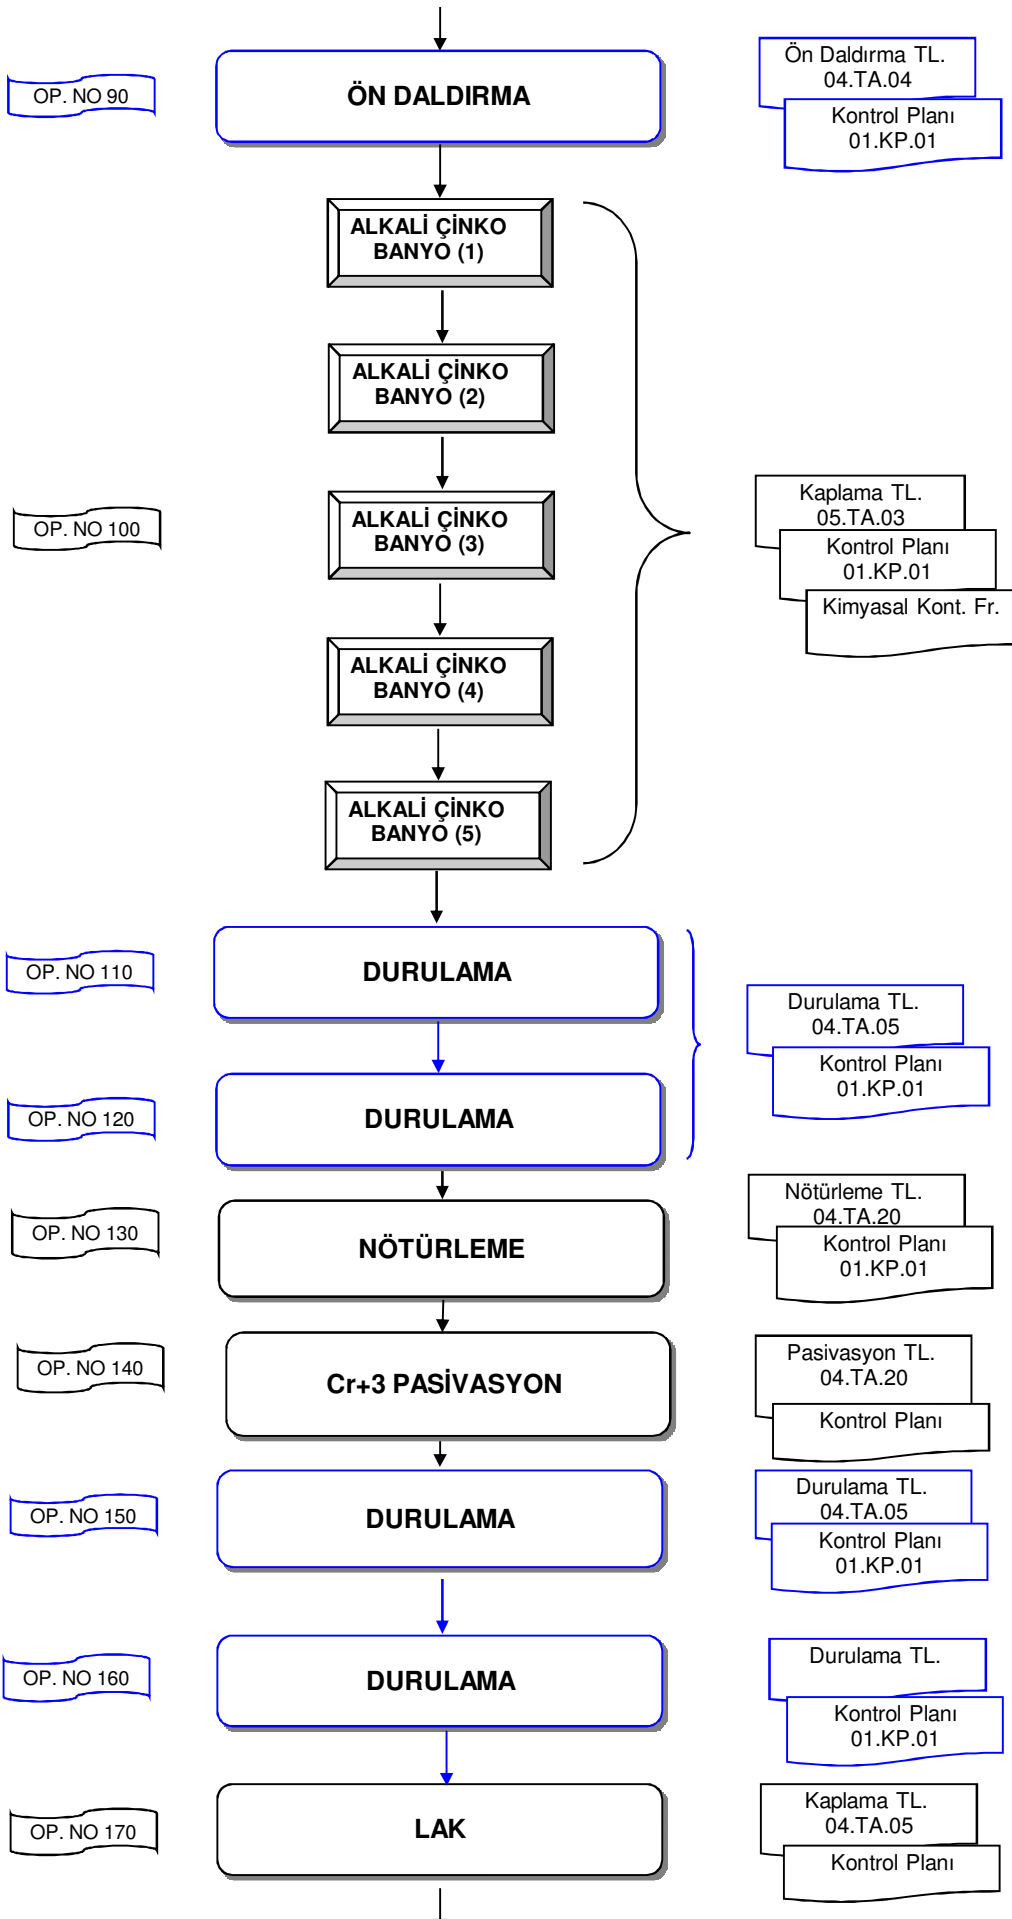 OP. NO 90
ÖN DALDIRMA
Ön Daldırma TL.
04.TA.04
Kontrol Planı
01.KP.01
ALKALİ ÇİNKO
BANYO (1)
ALKALİ ÇİNKO
BANYO (2)
OP. NO 100
ALKALİ ÇİNKO
BANYO (3)
Kaplama TL.
05.TA.03
Kontrol Planı
01.KP.01
Kimyasal Kont. Fr.
ALKALİ ÇİNKO
BANYO (4)
ALKALİ ÇİNKO
BANYO (5)
OP. NO 110
DURULAMA
Durulama TL.
04.TA.05
Kontrol Planı
01.KP.01
OP. NO 120
DURULAMA
OP. NO 130
NÖTÜRLEME
Nötürleme TL.
04.TA.20
Kontrol Planı
01.KP.01
OP. NO 140
Cr+3 PASİVASYON
Pasivasyon TL.
04.TA.20
Kontrol Planı
OP. NO 150
DURULAMA
Durulama TL.
04.TA.05
Kontrol Planı
01.KP.01
OP. NO 160
DURULAMA
Durulama TL.
Kontrol Planı
01.KP.01
OP. NO 170
LAK
Kaplama TL.
04.TA.05
Kontrol Planı